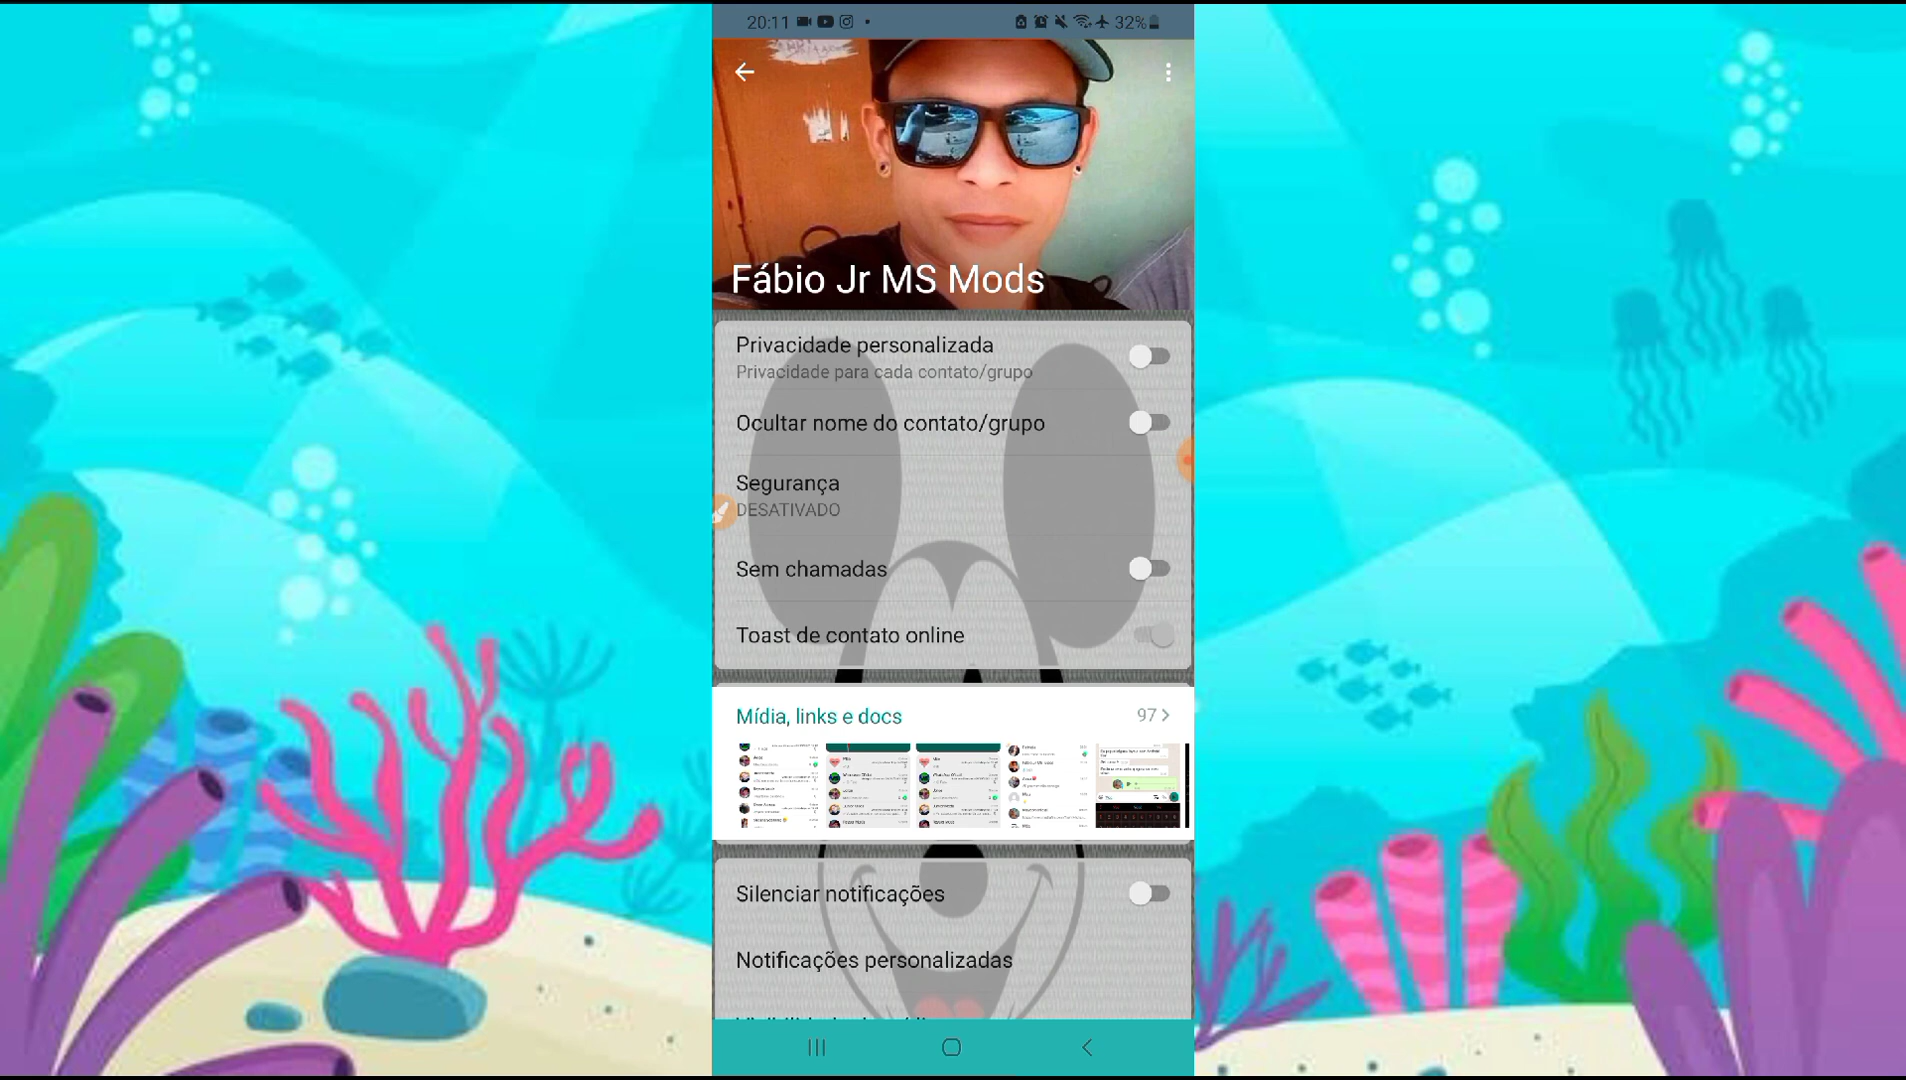 20:11
32%
Fábio Jr MS Mods
Privacidade personalizada
Privacidade para cada contato/grupo
Ocultar nome do contato/grupo
Segurança
DESATIVADO
Sem chamadas
Toast de contato online
Mídia, links e docs
97
Silenciar notificações
Notificações personalizadas